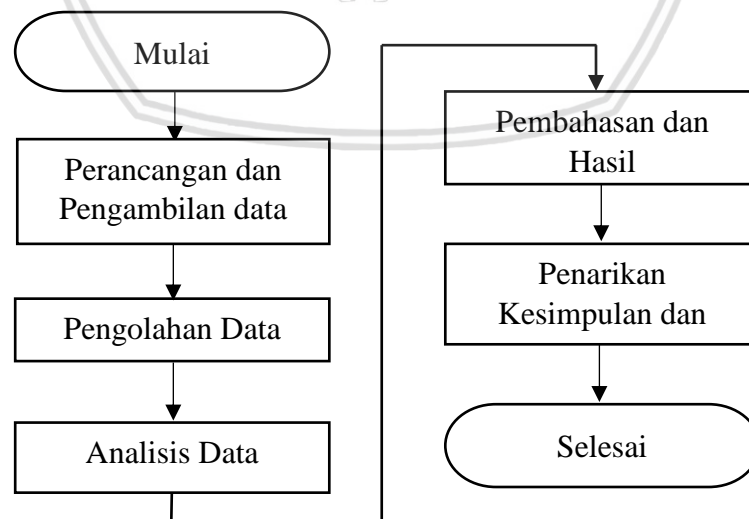 Mulai
Perancangan dan
Pengambilan data
Pengolahan Data
Analisis Data
Pembahasan dan
Hasil
Penarikan
Kesimpulan dan
Selesai